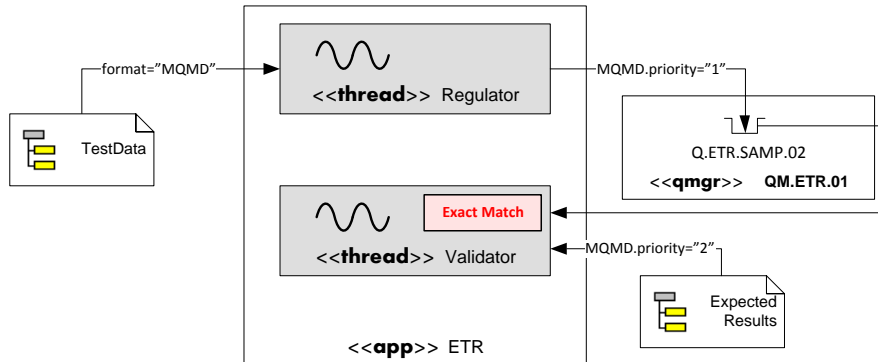 format=”MQMD”
<<thread>> Regulator
MQMD.priority=”1”
TestData
Q.ETR.SAMP.02
<<qmgr>> QM.ETR.01
Exact Match
<<thread>> Validator
MQMD.priority=”2”
Expected
Results
<<app>> ETR